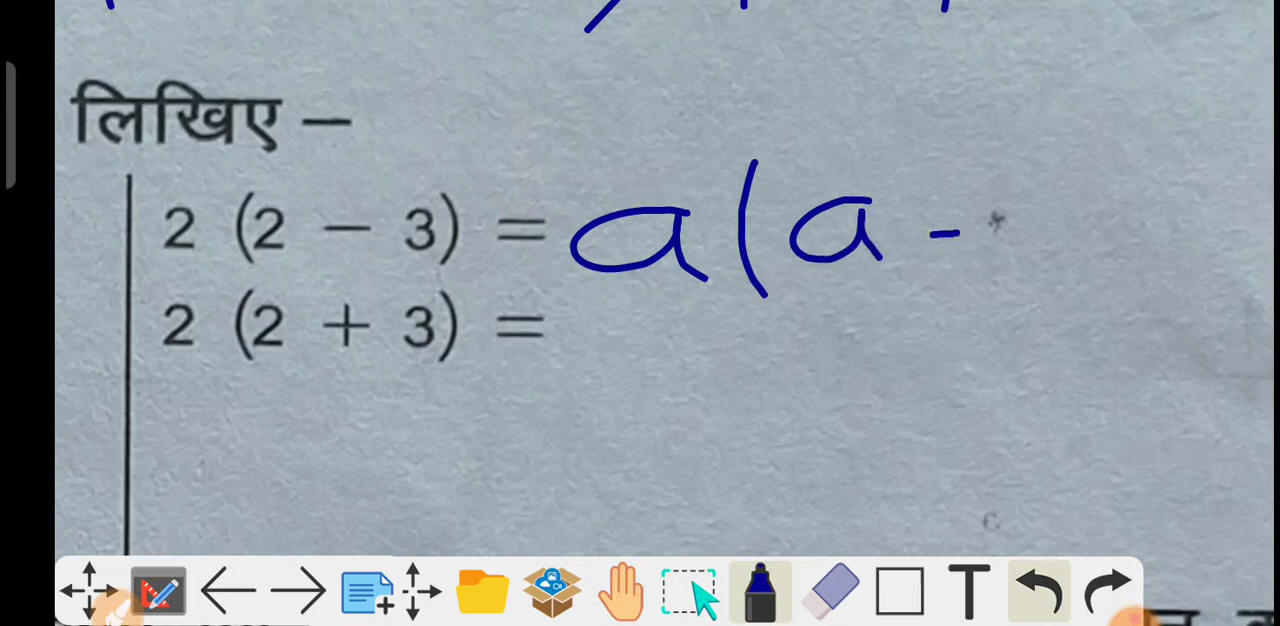 लिखिए –
2 (2 – 3) = a(a -
2 (2 + 3) =